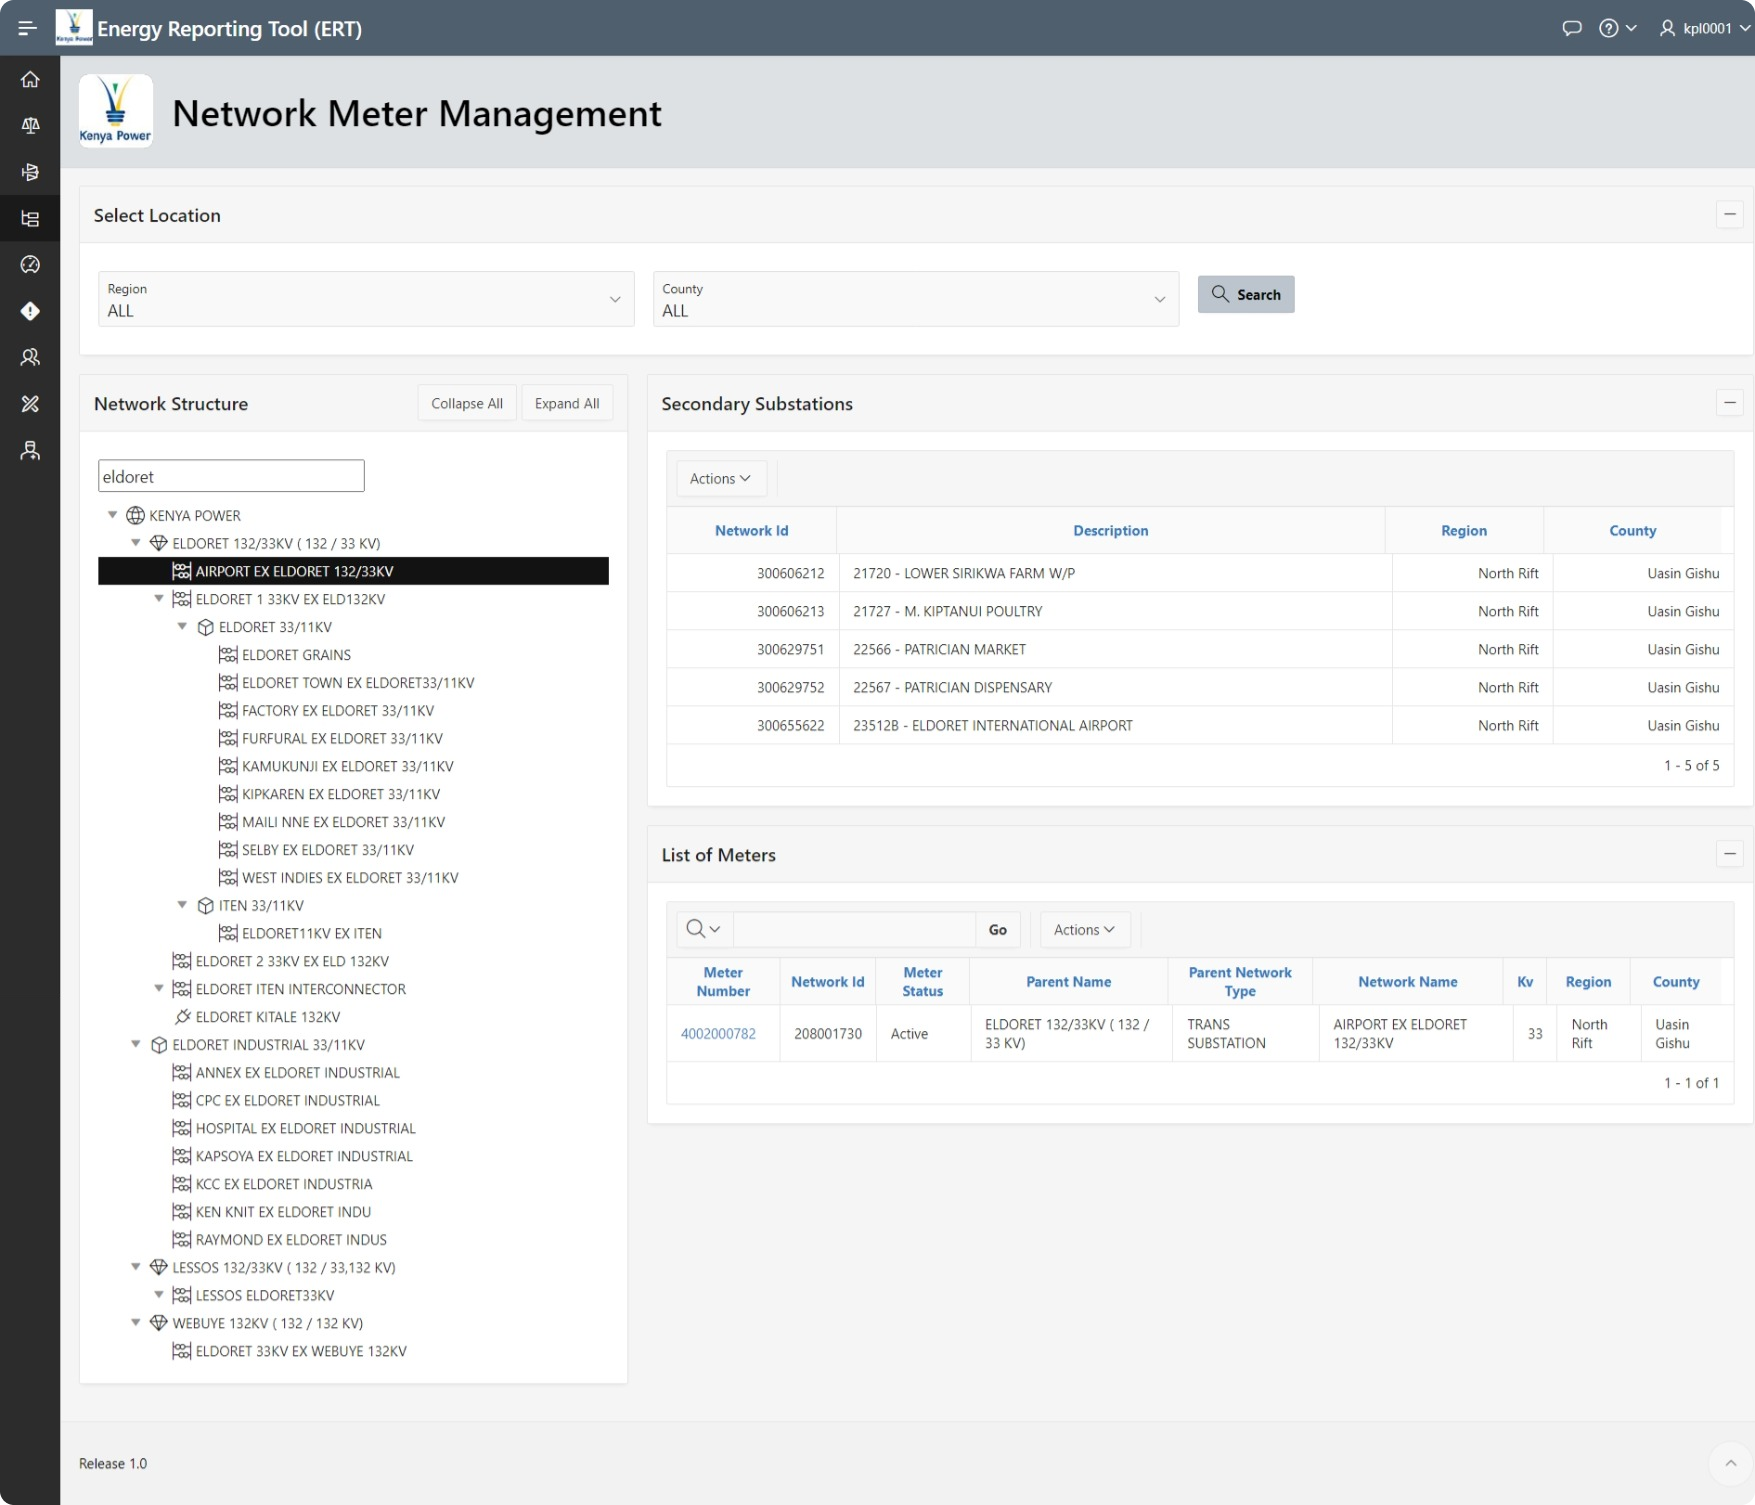 Kenya Power
Energy Reporting Tool (ERT)
kpl0001
Kenya Power
Network Meter Management
Select Location
Region
ALL
County
ALL
Search
Network Structure
Collapse All
Expand All
eldoret
KENYA POWER
ELDORET 132/33KV ( 132 / 33 KV)
AIRPORT EX ELDORET 132/33KV
ELDORET 1 33KV EX ELD132KV
ELDORET 33/11KV
ELDORET GRAINS
ELDORET TOWN EX ELDORET33/11KV
FACTORY EX ELDORET 33/11KV
FURFURAL EX ELDORET 33/11KV
KAMUKUNJI EX ELDORET 33/11KV
KIPKAREN EX ELDORET 33/11KV
MAILI NNE EX ELDORET 33/11KV
SELBY EX ELDORET 33/11KV
WEST INDIES EX ELDORET 33/11KV
ITEN 33/11KV
ELDORET11KV EX ITEN
ELDORET 2 33KV EX ELD 132KV
ELDORET ITEN INTERCONNECTOR
ELDORET KITALE 132KV
ELDORET INDUSTRIAL 33/11KV
ANNEX EX ELDORET INDUSTRIAL
CPC EX ELDORET INDUSTRIAL
HOSPITAL EX ELDORET INDUSTRIAL
KAPSOYA EX ELDORET INDUSTRIAL
KCC EX ELDORET INDUSTRIA
KEN KNIT EX ELDORET INDU
RAYMOND EX ELDORET INDUS
LESSOS 132/33KV ( 132 / 33,132 KV)
LESSOS ELDORET33KV
WEBUYE 132KV ( 132 / 132 KV)
ELDORET 33KV EX WEBUYE 132KV
Secondary Substations
Actions
Network Id Description Region County
300606212 21720 - LOWER SIRIKWA FARM W/P North Rift Uasin Gishu
300606213 21727 - M. KIPTANUI POULTRY North Rift Uasin Gishu
300629751 22566 - PATRICIAN MARKET North Rift Uasin Gishu
300629752 22567 - PATRICIAN DISPENSARY North Rift Uasin Gishu
300655622 23512B - ELDORET INTERNATIONAL AIRPORT North Rift Uasin Gishu
1 - 5 of 5
List of Meters
Go
Actions
Meter
Number
Network Id
Meter
Status
Parent Name
Parent Network
Type
Network Name
Kv
Region
County
4002000782
208001730
Active
ELDORET 132/33KV ( 132 /
33 KV)
TRANS
SUBSTATION
AIRPORT EX ELDORET
132/33KV
33
North
Rift
Uasin
Gishu
1 - 1 of 1
Release 1.0